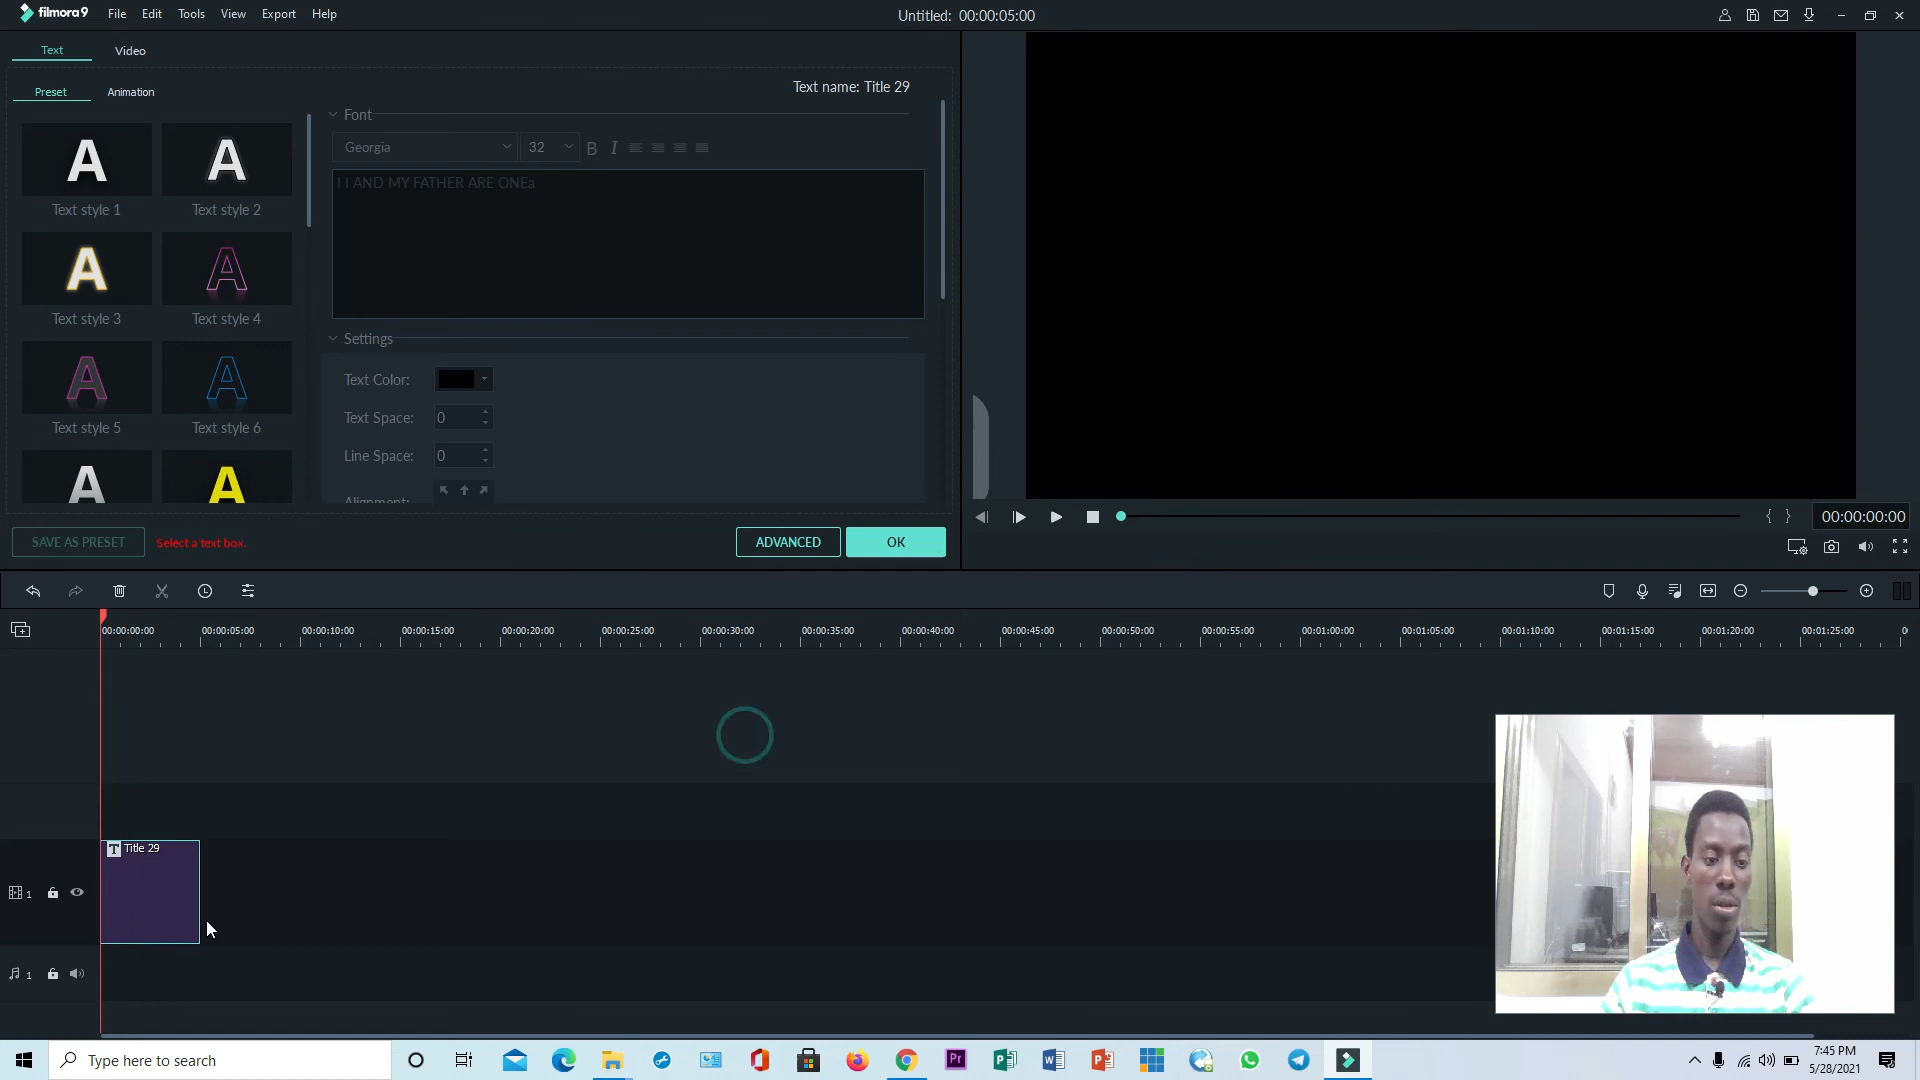 filmora9 File Edit Tools View Export Help
Untitled: 00:00:05:00
Text Video
Preset Animation
Text name: Title 29
Font
Georgia 32 B I
I I AND MY FATHER ARE ONEa
A A
Text style 1 Text style 2
A A
Text style 3 Text style 4
A A
Text style 5 Text style 6
A A
Settings
Text Color:
Text Space: 0
Line Space: 0
Alignment:
SAVE AS PRESET Select a text box. ADVANCED OK
{ } 00:00:00:00
00:00:00:00 00:00:05:00 00:00:10:00 00:00:15:00 00:00:20:00 00:00:25:00 00:00:30:00 00:00:35:00 00:00:40:00 00:00:45:00 00:00:50:00 00:00:55:00 00:01:00:00 00:01:05:00 00:01:10:00 00:01:15:00 00:01:20:00 00:01:25:00
T Title 29
1
1
Type here to search
Pr
7:45 PM
5/28/2021